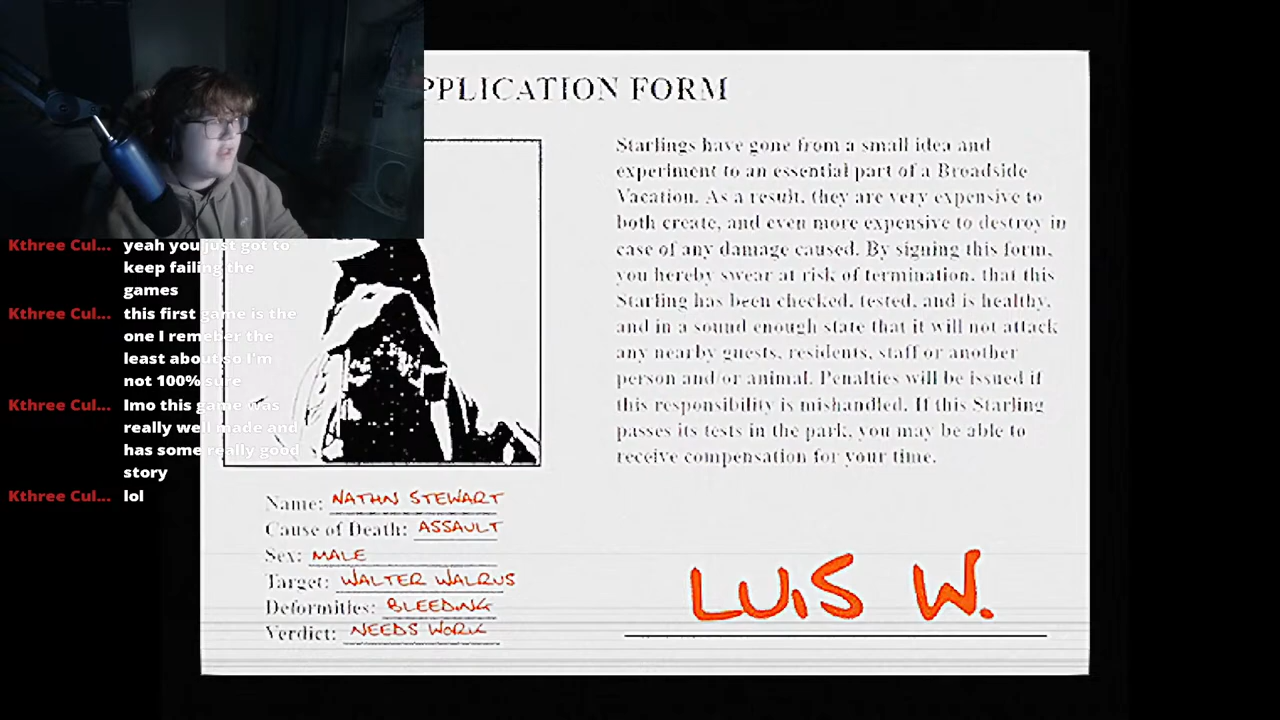 PPLICATION FORM
Starlings have gone from a small idea and
experiment to an essential part of a Broadside
Vacation. As a result, they are very expensive to
both create, and even more expensive to destroy in
case of any damage caused. By signing this form,
you hereby swear at risk of termination, that this
Starling has been checked, tested, and is healthy,
and in a sound enough state that it will not attack
any nearby guests, residents, staff or another
person and/or animal. Penalties will be issued if
this responsibility is mishandled. If this Starling
passes its tests in the park, you may be able to
receive compensation for your time.
Name: NATHN STEWART
Cause of Death: ASSAULT
Sex: MALE
Target: WALTER WALRUS
Deformities: BLEEDING
Verdict: NEEDS WORK
LUIS W.
Kthree Cul... yeah you just got to
keep failing the
games
Kthree Cul... this first game is the
one I remeber the
least about so I'm
not 100% sure
Kthree Cul... Imo this game was
really well made and
has some really good
story
Kthree Cul... lol